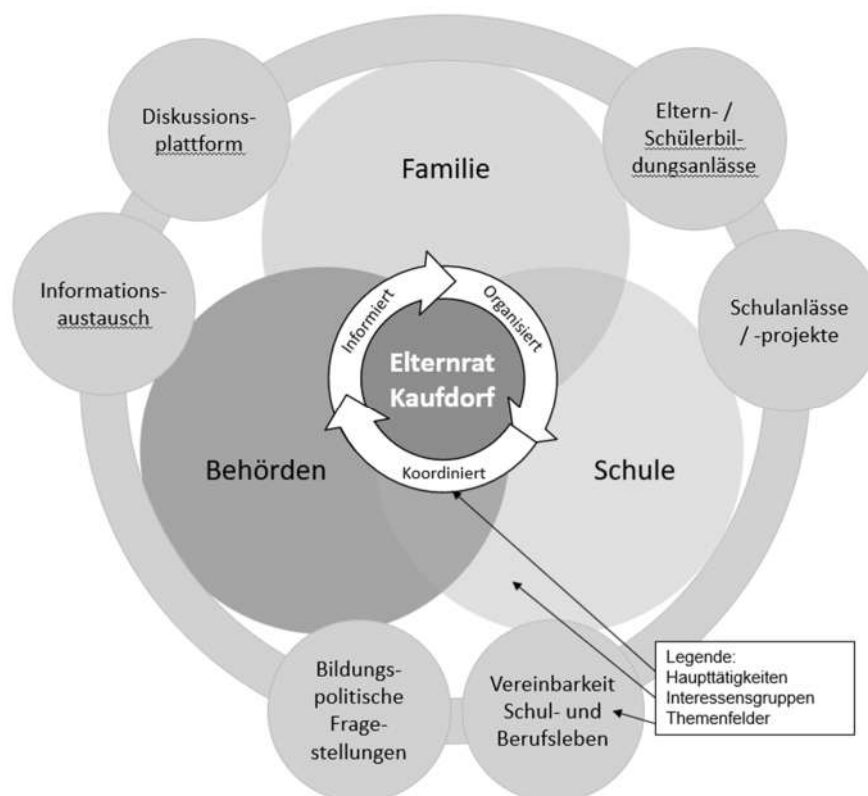 Diskussions-
plattform
Eltern- /
Schülerbil-
dungsanlässe
Familie
Informations-
austausch
Informiert
Organisiert
Schulanlässe
/ -projekte
Elternrat
Kaufdorf
Behörden
Koordiniert
Schule
Bildungs-
politische
Frage-
stellungen
Vereinbarkeit
Schul- und
Berufsleben
Legende:
Haupttätigkeiten
Interessensgruppen
Themenfelder